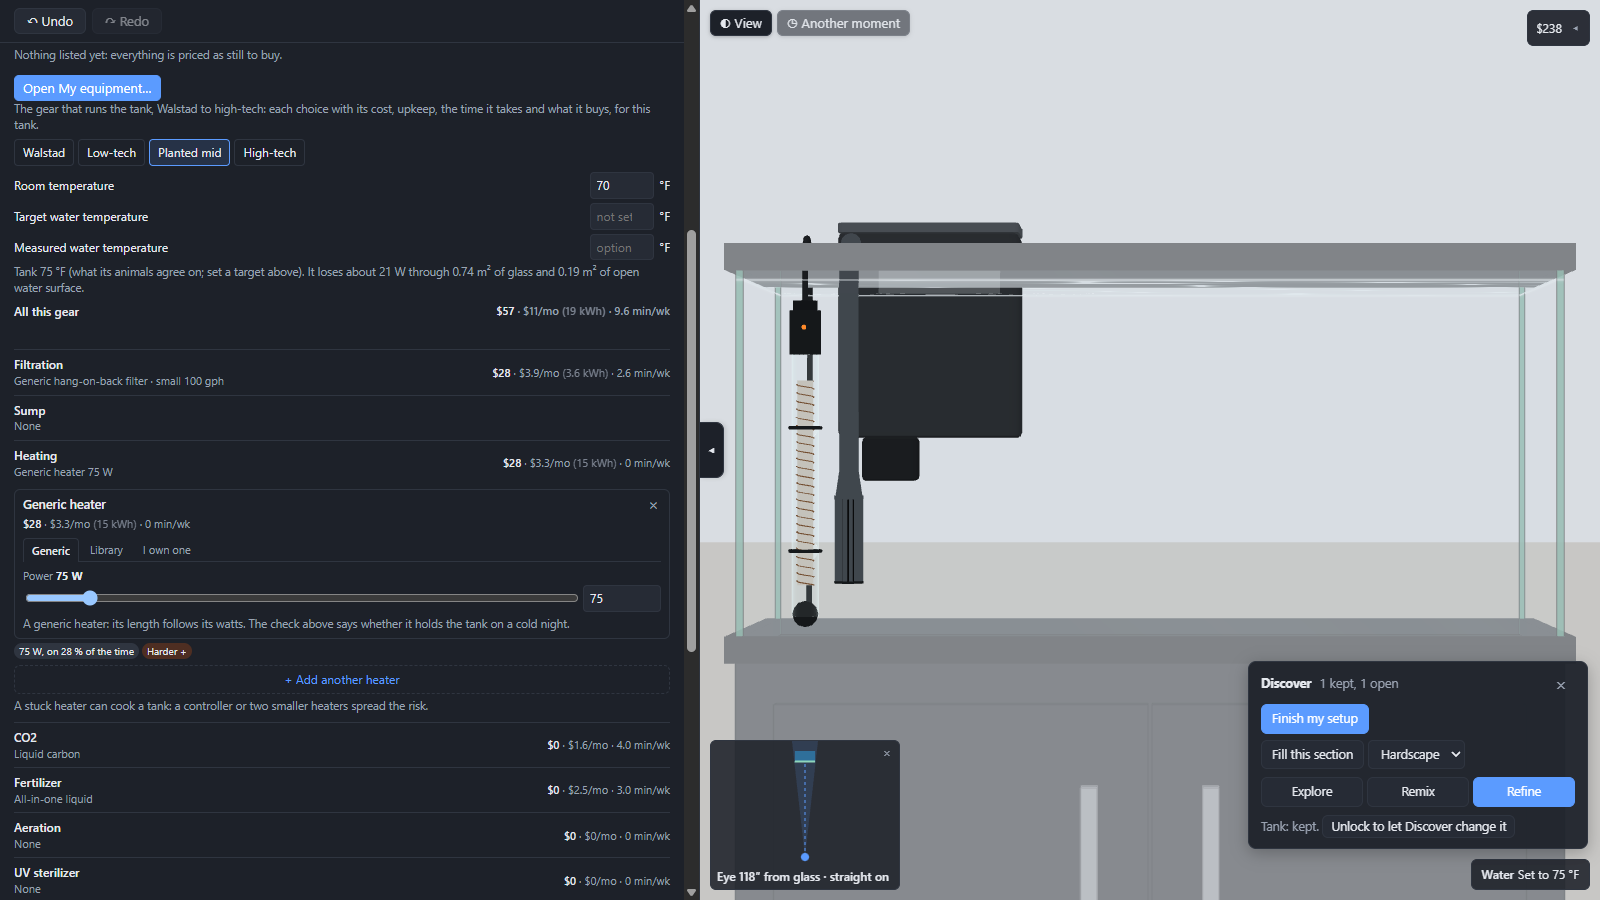 Undo
Redo
Nothing listed yet: everything is priced as still to buy.
Open My equipment...
The gear that runs the tank, Walstad to high-tech: each choice with its cost, upkeep, the time it takes and what it buys, for this
tank.
Walstad
Low-tech
Planted mid
High-tech
Room temperature
70
°F
Target water temperature
not set
°F
Measured water temperature
option
°F
Tank 75 °F (what its animals agree on; set a target above). It loses about 21 W through 0.74 m² of glass and 0.19 m² of open
water surface.
All this gear
$57 · $11/mo (19 kWh) · 9.6 min/wk
Filtration
Generic hang-on-back filter · small 100 gph
$28 · $3.9/mo (3.6 kWh) · 2.6 min/wk
Sump
None
Heating
Generic heater 75 W
$28 · $3.3/mo (15 kWh) · 0 min/wk
Generic heater
$28 · $3.3/mo (15 kWh) · 0 min/wk
Generic
Library
I own one
Power 75 W
75
A generic heater: its length follows its watts. The check above says whether it holds the tank on a cold night.
75 W, on 28 % of the time
Harder +
+ Add another heater
A stuck heater can cook a tank: a controller or two smaller heaters spread the risk.
CO2
Liquid carbon
$0 · $1.6/mo · 4.0 min/wk
Fertilizer
All-in-one liquid
$0 · $2.5/mo · 3.0 min/wk
Aeration
None
$0 · $0/mo · 0 min/wk
UV sterilizer
None
$0 · $0/mo · 0 min/wk
View
Another moment
$238
Eye 118" from glass · straight on
Discover 1 kept, 1 open
Finish my setup
Fill this section
Hardscape
Explore
Remix
Refine
Tank: kept. Unlock to let Discover change it
Water Set to 75 °F